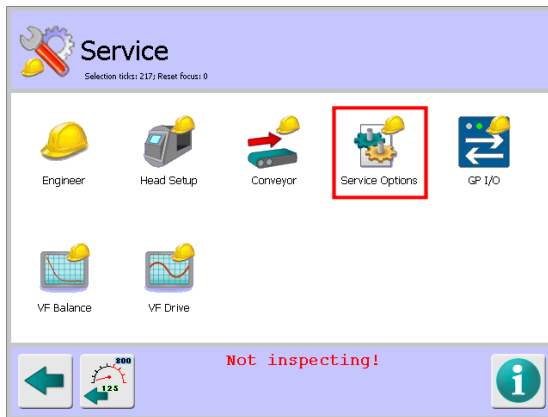 Service
Selection ticks: 217; Reset focus: 0
Engineer
Head Setup
Conveyor
Service Options
GP I/O
VF Balance
VF Drive
800
125
Not inspecting!